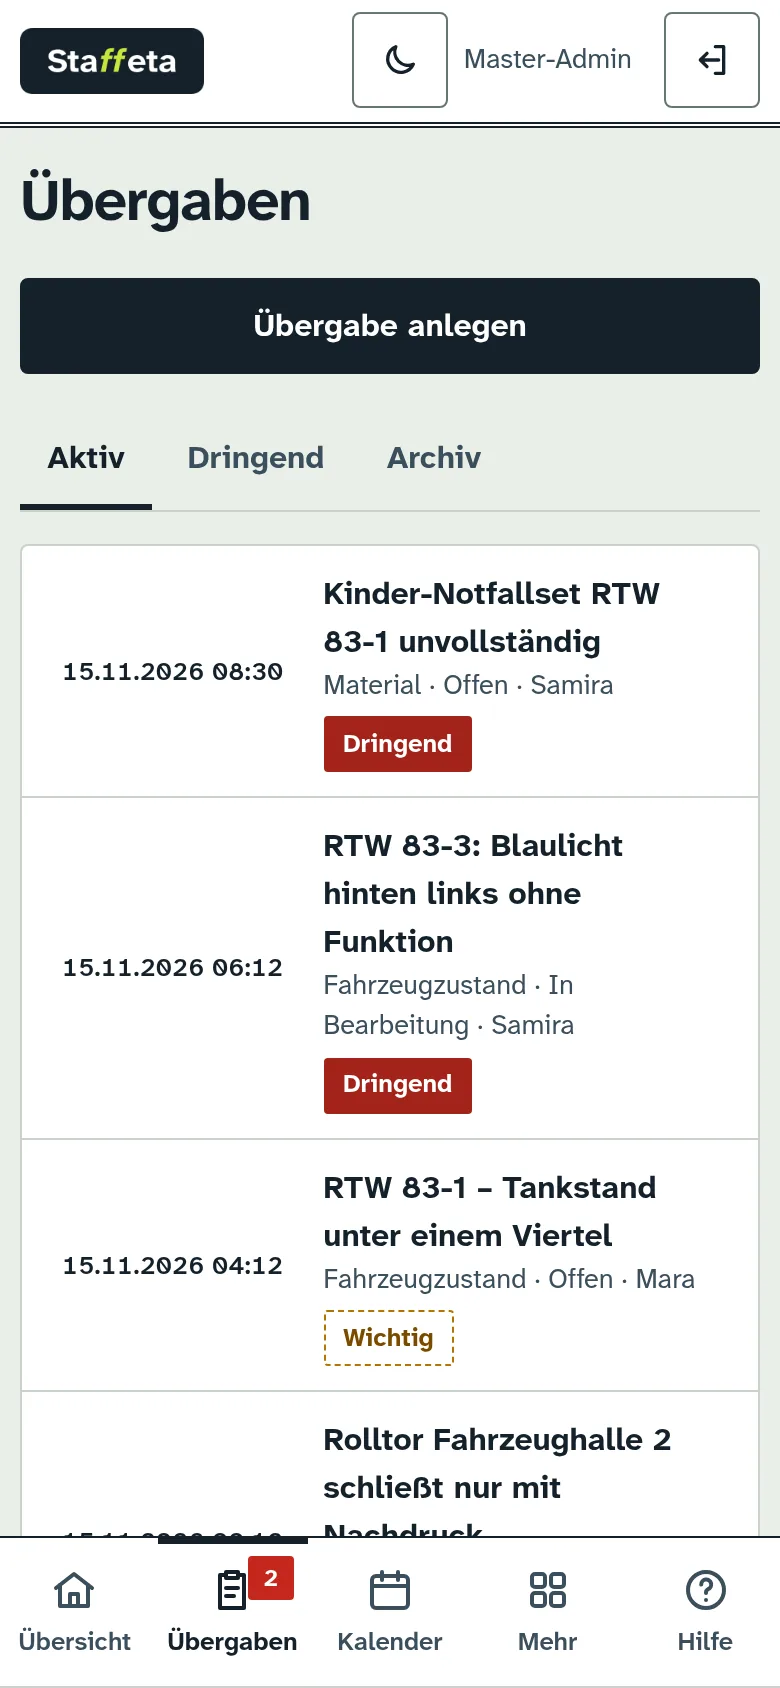 Staffeta
Master-Admin
Übergaben
Übergabe anlegen
Aktiv
Dringend
Archiv
Kinder-Notfallset RTW
83-1 unvollständig
15.11.2026 08:30
Material · Offen · Samira
Dringend
RTW 83-3: Blaulicht
hinten links ohne
Funktion
15.11.2026 06:12
Fahrzeugzustand · In
Bearbeitung · Samira
Dringend
RTW 83-1 – Tankstand
unter einem Viertel
15.11.2026 04:12
Fahrzeugzustand · Offen · Mara
Wichtig
Rolltor Fahrzeughalle 2
schließt nur mit
Nachdruck
2
Übersicht
Übergaben
Kalender
Mehr
Hilfe